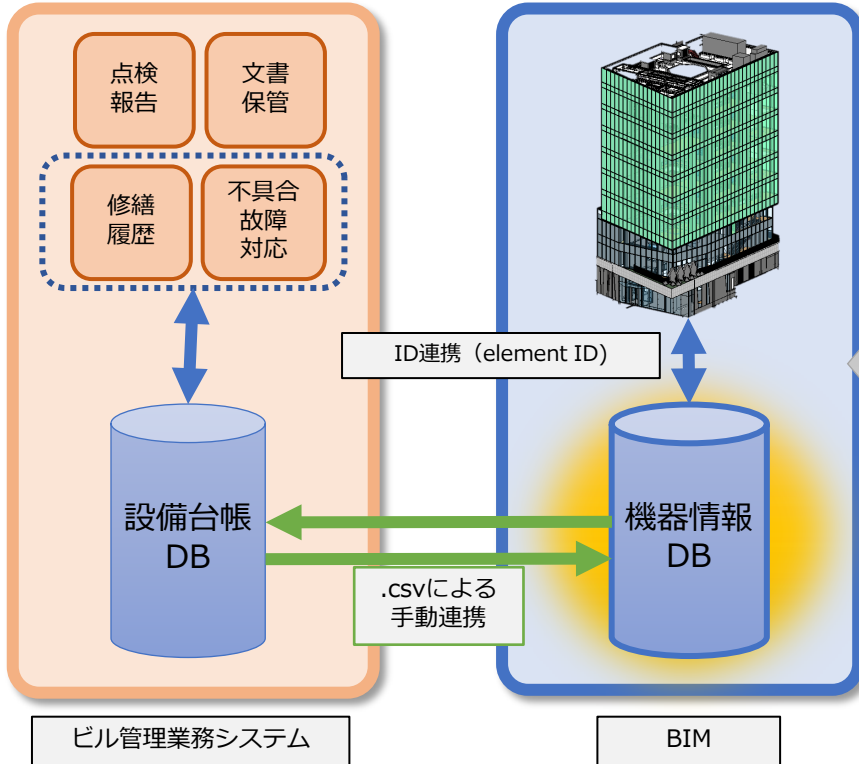 点検
報告
文書
保管
修繕
履歴
不具合
故障
対応
ID連携（element ID)
設備台帳
DB
機器情報
DB
.csvによる
手動連携
ビル管理業務システム
BIM